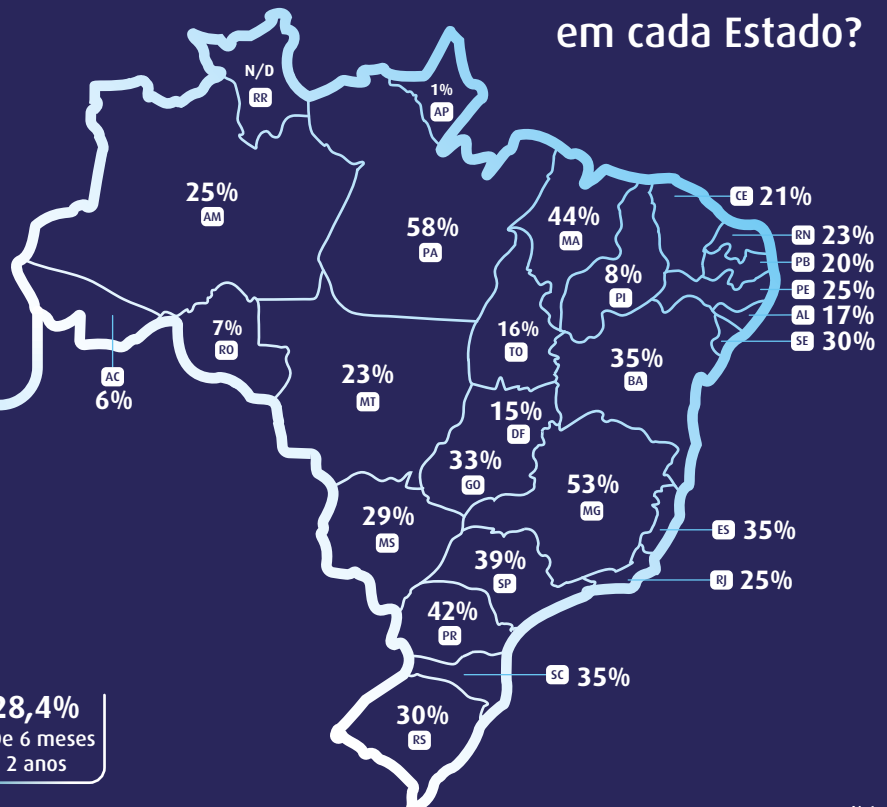 em cada Estado?
N/D
RR
1%
AP
25%
AM
58%
PA
44%
MA
CE 21%
RN 23%
PB 20%
PE 25%
AL 17%
SE 30%
8%
PI
7%
RO
16%
TO
35%
BA
AC
6%
23%
MT
15%
DF
33%
GO
53%
MG
29%
MS
ES 35%
39%
SP
RJ 25%
42%
PR
SC 35%
30%
RS
28,4%
de 6 meses
2 anos